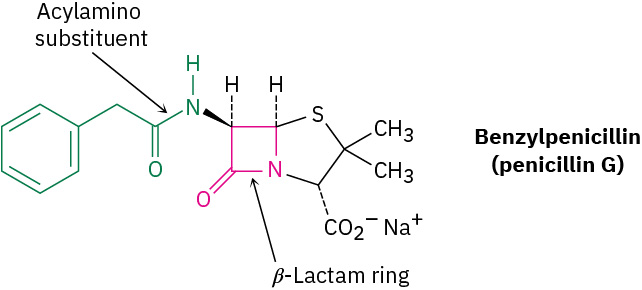 Acylamino
substituent
H
H H
N
S
CH₃
CH₃
N
O
O
CO₂⁻ Na⁺
β-Lactam ring
Benzylpenicillin
(penicillin G)